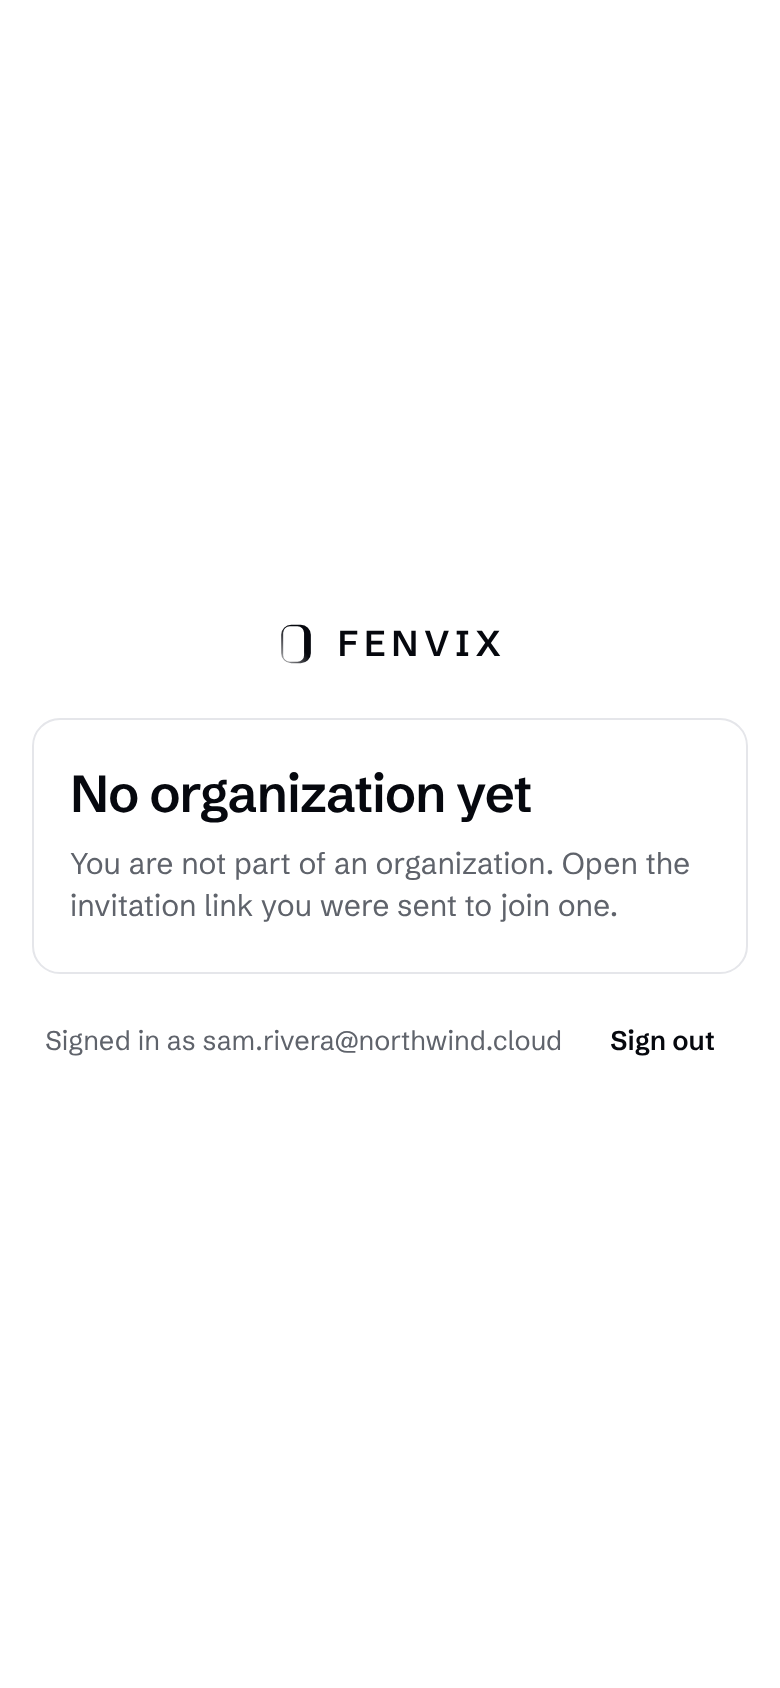 FENVIX
No organization yet
You are not part of an organization. Open the
invitation link you were sent to join one.
Signed in as sam.rivera@northwind.cloud Sign out